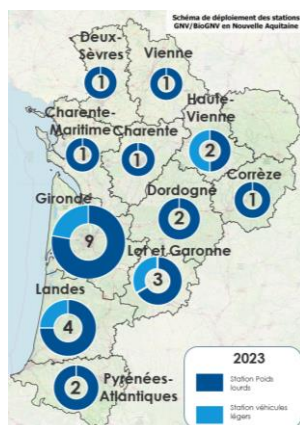 Schéma de déploiement des stations
GNV/BioGNV en Nouvelle Aquitaine
Deux-
Sèvres
1
Vienne
1
Haute-
Vienne
2
Charente-
Maritime
1
Charente
1
Corrèze
1
Gironde
9
Dordogne
2
Lot et Garonne
3
Landes
4
Pyrénées-
Atlantiques
2
2023
Station Poids
lourds
Station véhicules
légers